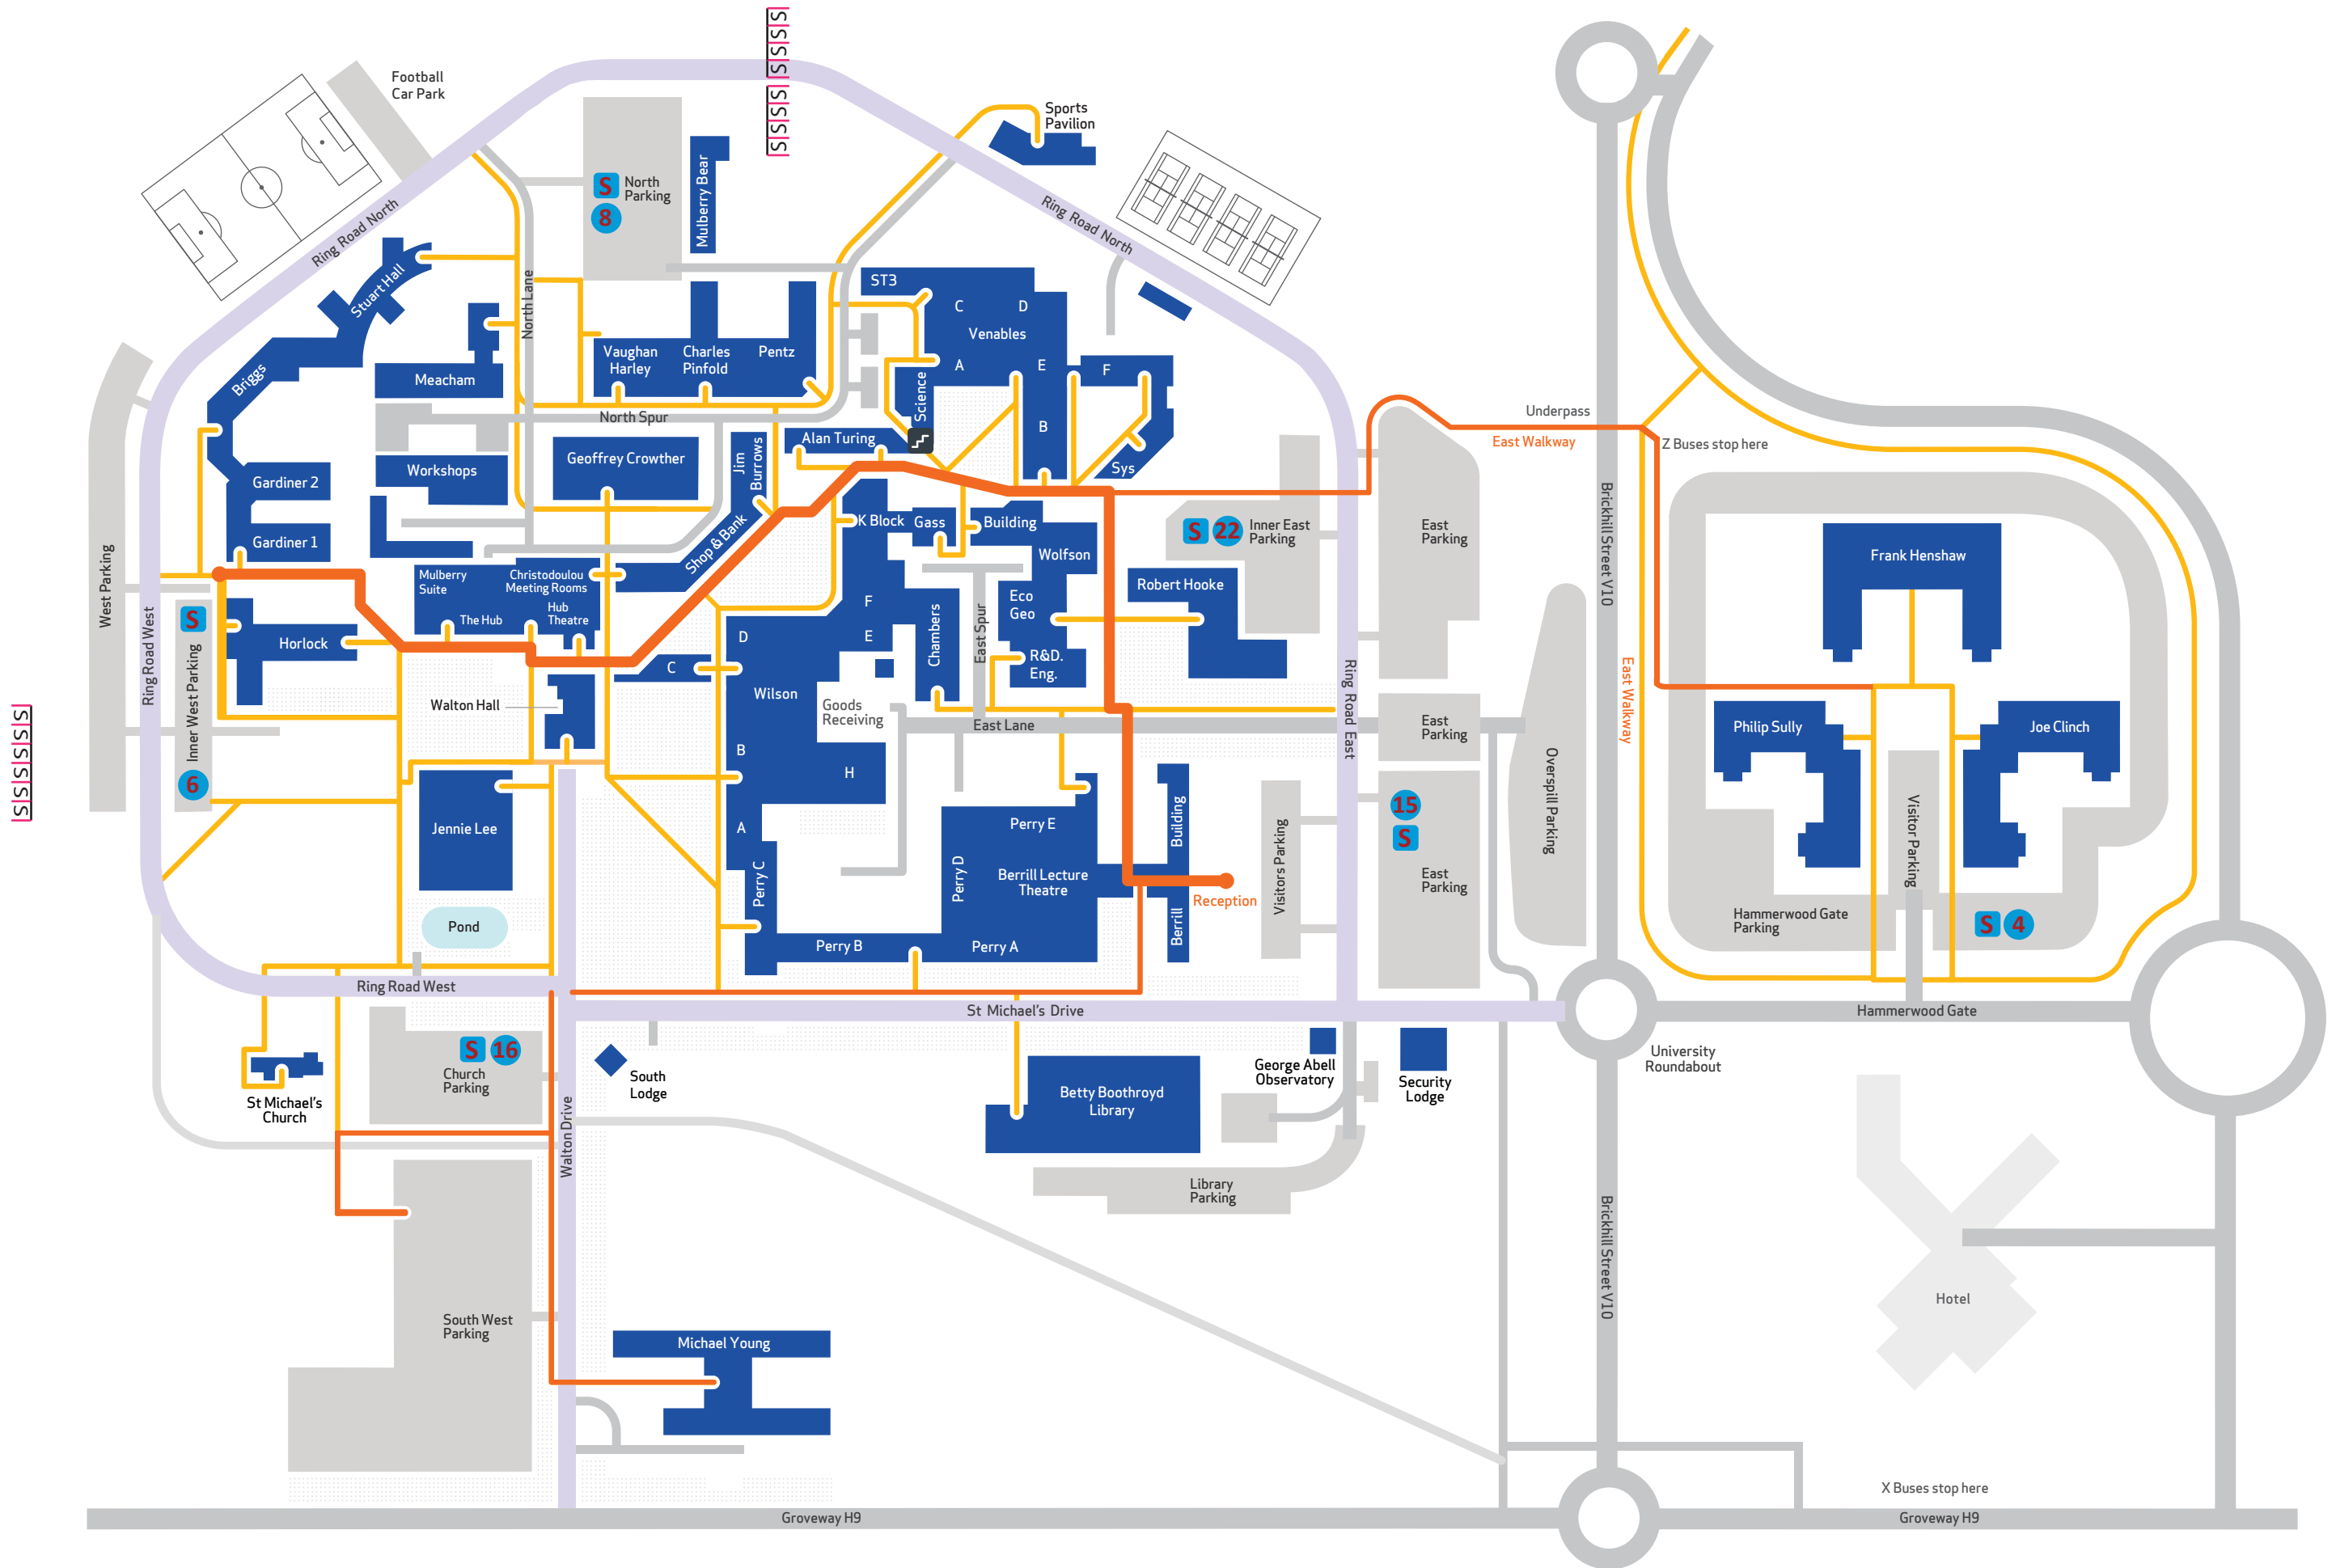 S
S
S
S
S
S
S
S
Football
Car Park
Sports
Pavilion
S
North
Parking
8
Mulberry Bear
Ring Road North
Ring Road North
Stuart Hall
North Lane
ST3
C
D
Venables
A
E
F
B
Science
Sys
Vaughan
Harley
Charles
Pinfold
Pentz
Meacham
Briggs
North Spur
Underpass
East Walkway
Z Buses stop here
Alan Turing
Jim
Burrows
Geoffrey Crowther
Workshops
Gardiner 2
Gardiner 1
Shop & Bank
K Block
Gass
Building
Wolfson
S
22
Inner East
Parking
East
Parking
Brickhill Street V10
Frank Henshaw
West Parking
Ring Road West
Mulberry
Suite
Christodoulou
Meeting Rooms
The Hub
Hub
Theatre
S
Inner West Parking
6
Horlock
F
E
D
C
Chambers
East Spur
Eco
Geo
Robert Hooke
R&D.
Eng.
Wilson
Walton Hall
Goods
Receiving
East Lane
Ring Road East
East
Parking
Overspill Parking
East Walkway
Philip Sully
Joe Clinch
Visitor Parking
S
S
S
S
S
S
B
H
A
Jennie Lee
Perry C
Perry D
Perry E
Berrill Lecture
Theatre
Building
Berrill
Reception
Visitors Parking
15
S
East
Parking
Hammerwood Gate
Parking
S
4
Pond
Perry B
Perry A
Ring Road West
St Michael's Drive
Hammerwood Gate
University
Roundabout
S
16
Church
Parking
South
Lodge
St Michael's
Church
Walton Drive
Betty Boothroyd
Library
George Abell
Observatory
Security
Lodge
Library
Parking
Brickhill Street V10
Hotel
South West
Parking
Michael Young
X Buses stop here
Groveway H9
Groveway H9